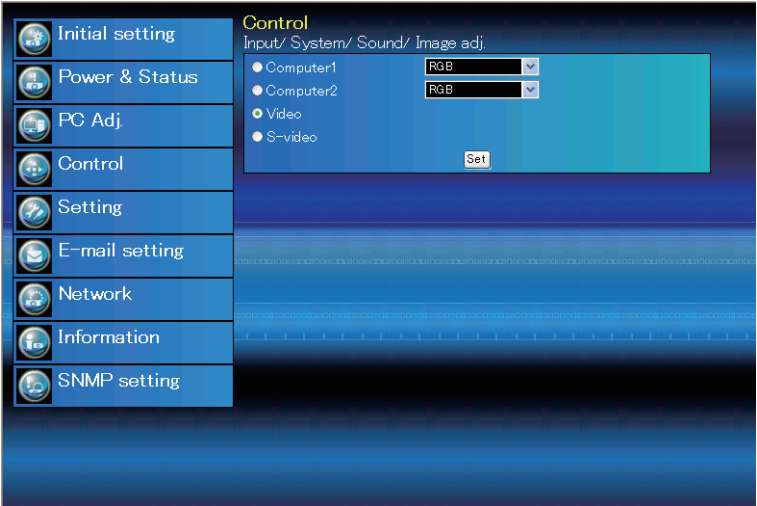 Initial setting
Power & Status
PC Adj.
Control
Setting
E-mail setting
Network
Information
SNMP setting
Control
Input/ System/ Sound/ Image adj.
Computer1 RGB
Computer2 RGB
Video
S-video
Set